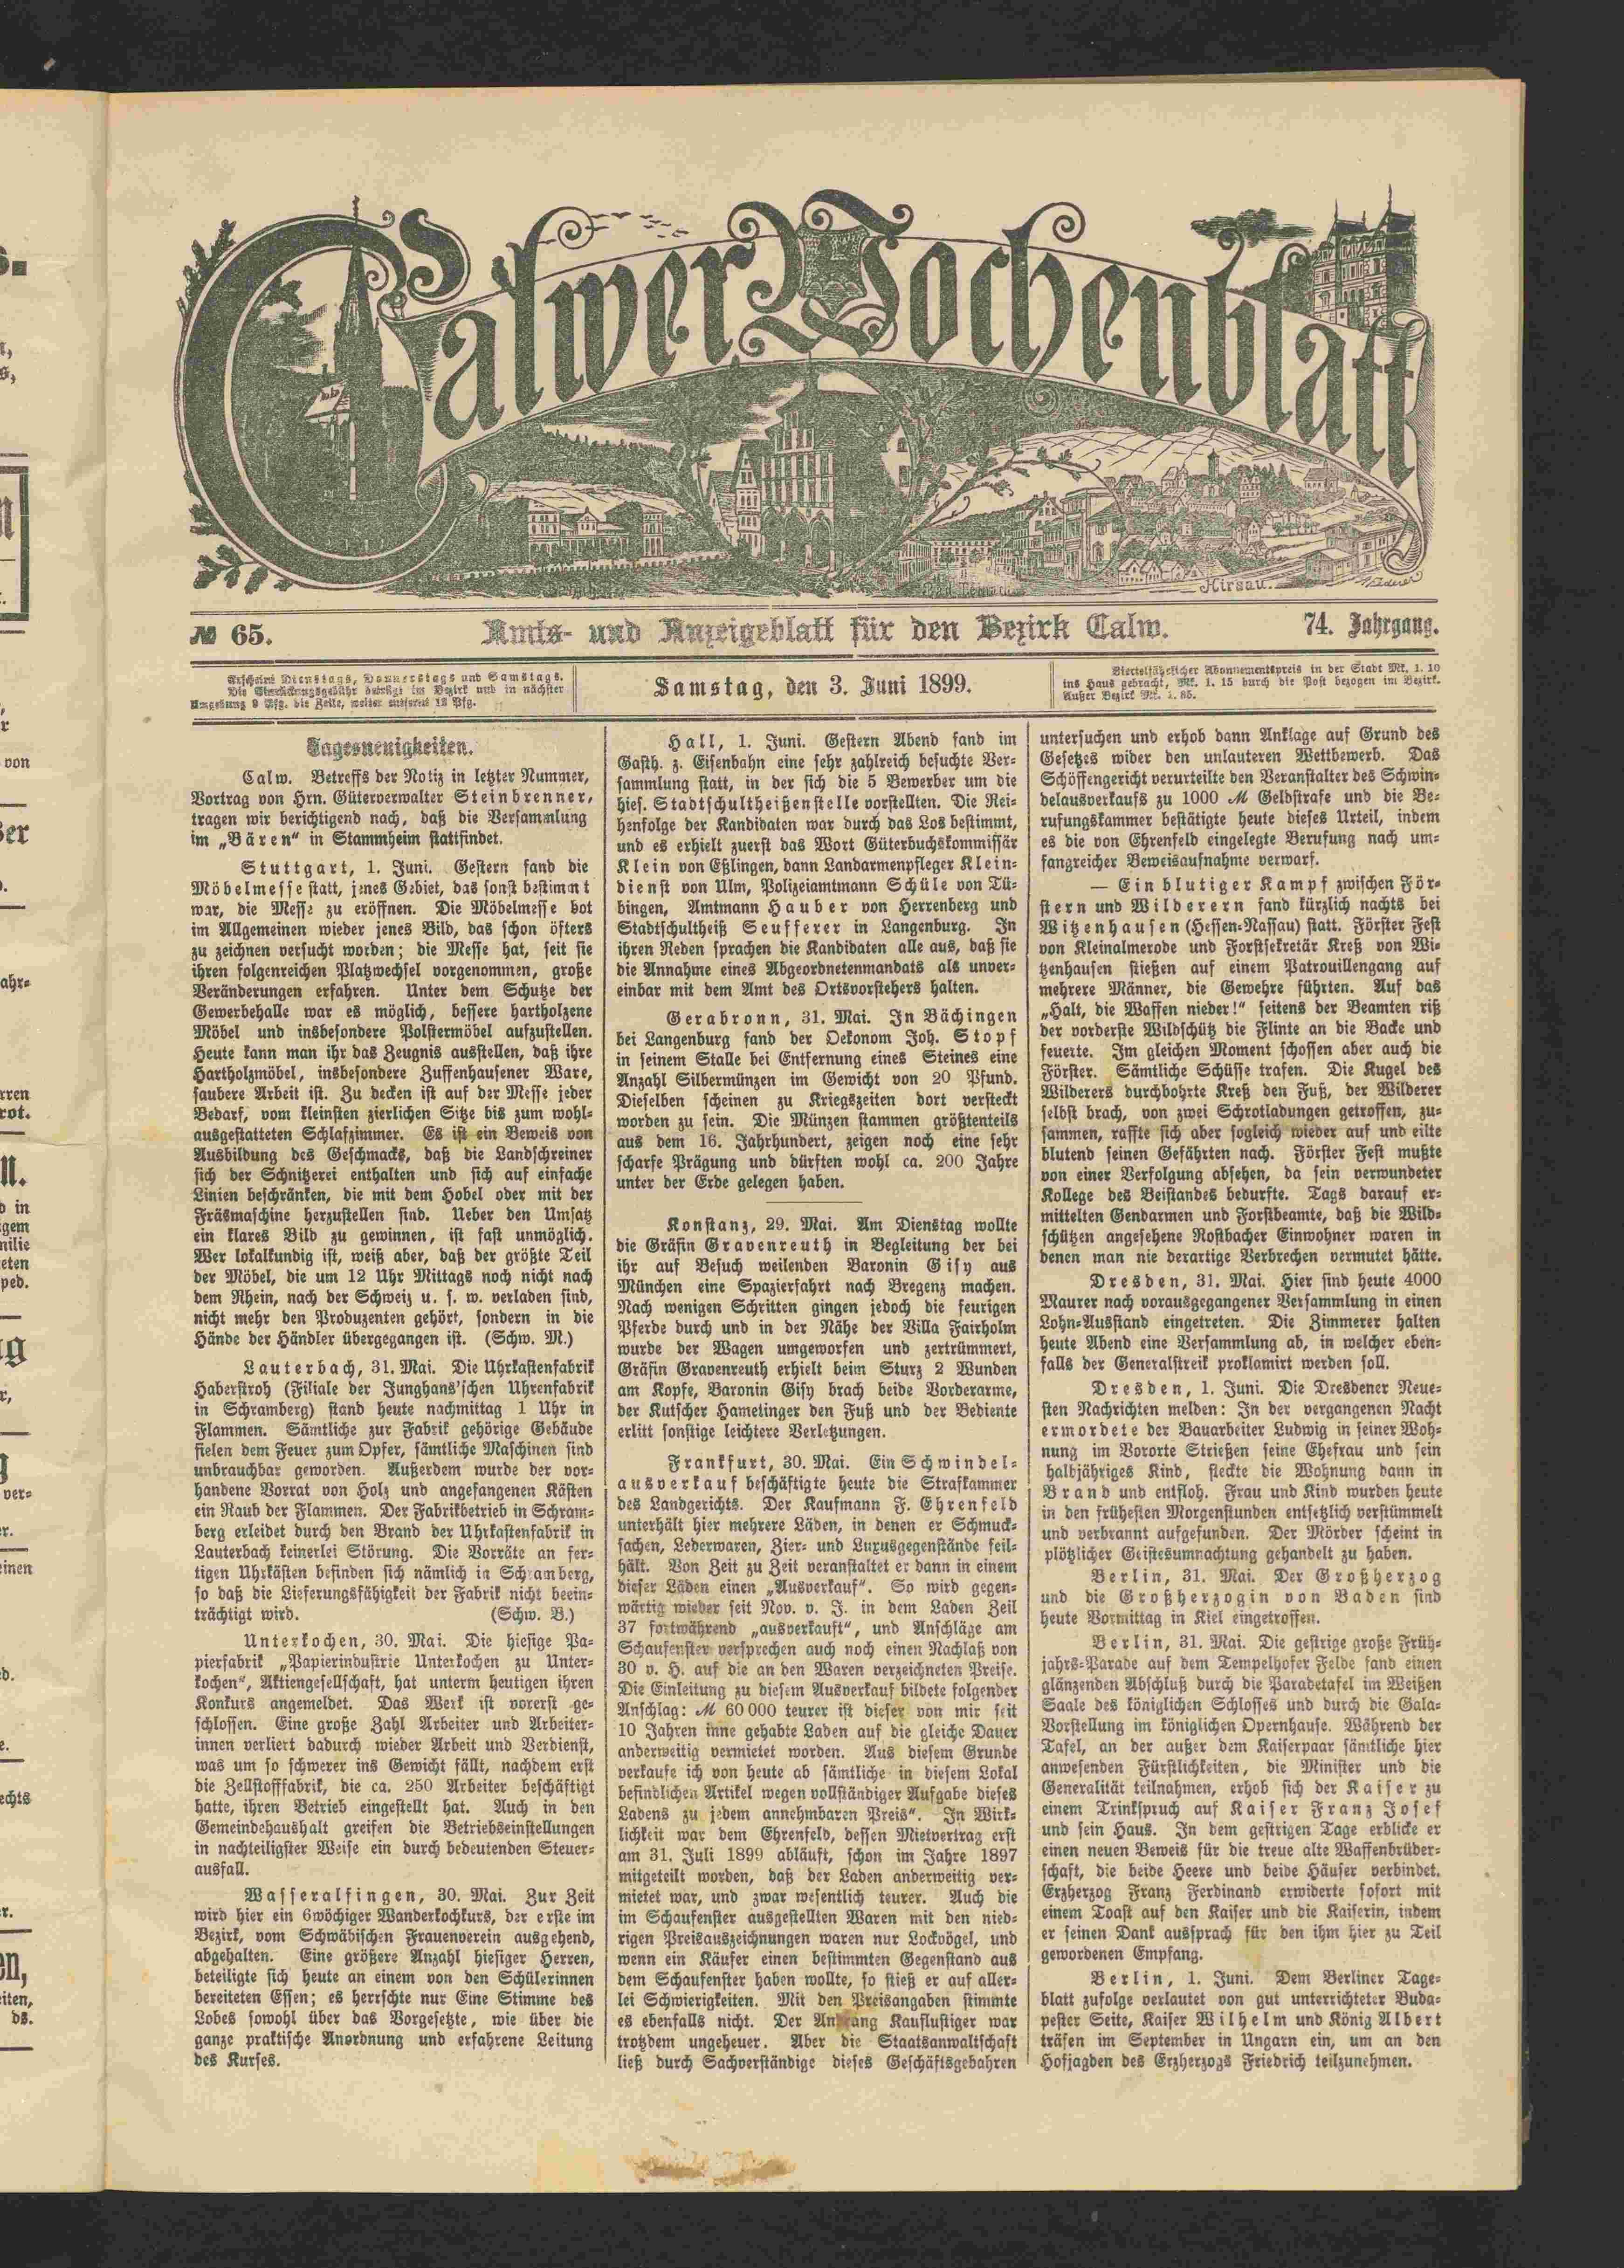 Calwer Wochenblatt
Hirsau.
№ 65.
Amts- und Anzeigeblatt für den Bezirk Calw.
74. Jahrgang.
Erscheint Dienstags, Donnerstags und Samstags.
Die Einrückungsgebühr beträgt im Bezirk und in nächster
Umgebung 9 Pfg. die Zeile, weiter entfernt 12 Pfg.
Samstag, den 3. Juni 1899.
Vierteljährlicher Abonnementspreis in der Stadt Mk. 1. 10
ins Haus gebracht, Mk. 1. 15 durch die Post bezogen im Bezirk.
Außer Bezirk Mk. 1. 35.
Tagesneuigkeiten.
Calw. Betreffs der Notiz in letzter Nummer,
Vortrag von Hrn. Güterverwalter Steinbrenner,
tragen wir berichtigend nach, daß die Versammlung
im „Bären" in Stammheim stattfindet.
Stuttgart, 1. Juni. Gestern fand die
Möbelmesse statt, jenes Gebiet, das sonst bestimmt
war, die Messe zu eröffnen. Die Möbelmesse bot
im Allgemeinen wieder jenes Bild, das schon öfters
zu zeichnen versucht worden; die Messe hat, seit sie
ihren folgenreichen Platzwechsel vorgenommen, große
Veränderungen erfahren. Unter dem Schutze der
Gewerbehalle war es möglich, bessere hartholzene
Möbel und insbesondere Polstermöbel aufzustellen.
Heute kann man ihr das Zeugnis ausstellen, daß ihre
Hartholzmöbel, insbesondere Zuffenhausener Ware,
saubere Arbeit ist. Zu decken ist auf der Messe jeder
Bedarf, vom kleinsten zierlichen Sitze bis zum wohl-
ausgestatteten Schlafzimmer. Es ist ein Beweis von
Ausbildung des Geschmacks, daß die Landschreiner
sich der Schnitzerei enthalten und sich auf einfache
Linien beschränken, die mit dem Hobel oder mit der
Fräsmaschine herzustellen sind. Ueber den Umsatz
ein klares Bild zu gewinnen, ist fast unmöglich.
Wer lokalkundig ist, weiß aber, daß der größte Teil
der Möbel, die um 12 Uhr Mittags noch nicht nach
dem Rhein, nach der Schweiz u. s. w. verladen sind,
nicht mehr den Produzenten gehört, sondern in die
Hände der Händler übergegangen ist. (Schw. M.)
Lauterbach, 31. Mai. Die Uhrkastenfabrik
Haberstroh (Filiale der Junghans'schen Uhrenfabrik
in Schramberg) stand heute nachmittag 1 Uhr in
Flammen. Sämtliche zur Fabrik gehörige Gebäude
fielen dem Feuer zum Opfer, sämtliche Maschinen sind
unbrauchbar geworden. Außerdem wurde der vor-
handene Vorrat von Holz und angefangenen Kästen
ein Raub der Flammen. Der Fabrikbetrieb in Schram-
berg erleidet durch den Brand der Uhrkastenfabrik in
Lauterbach keinerlei Störung. Die Vorräte an fer-
tigen Uhrkästen befinden sich nämlich in Schramberg,
so daß die Lieferungsfähigkeit der Fabrik nicht beein-
trächtigt wird. (Schw. B.)
Unterkochen, 30. Mai. Die hiesige Pa-
pierfabrik „Papierindustrie Unterkochen zu Unter-
kochen", Aktiengesellschaft, hat unterm heutigen ihren
Konkurs angemeldet. Das Werk ist vorerst ge-
schlossen. Eine große Zahl Arbeiter und Arbeiter-
innen verliert dadurch wieder Arbeit und Verdienst,
was um so schwerer ins Gewicht fällt, nachdem erst
die Zellstofffabrik, die ca. 250 Arbeiter beschäftigt
hatte, ihren Betrieb eingestellt hat. Auch in den
Gemeindehaushalt greifen die Betriebseinstellungen
in nachteiligster Weise ein durch bedeutenden Steuer-
ausfall.
Wasseralfingen, 30. Mai. Zur Zeit
wird hier ein 6wöchiger Wanderkochkurs, der erste im
Bezirk, vom Schwäbischen Frauenverein ausgehend,
abgehalten. Eine größere Anzahl hiesiger Herren,
beteiligte sich heute an einem von den Schülerinnen
bereiteten Essen; es herrschte nur Eine Stimme des
Lobes sowohl über das Vorgesetzte, wie über die
ganze praktische Anordnung und erfahrene Leitung
des Kurses.
Hall, 1. Juni. Gestern Abend fand im
Gasth. z. Eisenbahn eine sehr zahlreich besuchte Ver-
sammlung statt, in der sich die 5 Bewerber um die
hies. Stadtschultheißenstelle vorstellten. Die Rei-
henfolge der Kandidaten war durch das Los bestimmt,
und es erhielt zuerst das Wort Güterbuchskommissär
Klein von Eßlingen, dann Landarmenpfleger Klein-
dienst von Ulm, Polizeiamtmann Schüle von Tü-
bingen, Amtmann Hauber von Herrenberg und
Stadtschultheiß Seufferer in Langenburg. In
ihren Reden sprachen die Kandidaten alle aus, daß sie
die Annahme eines Abgeordnetenmandats als unver-
einbar mit dem Amt des Ortsvorstehers halten.
Gerabronn, 31. Mai. In Bächingen
bei Langenburg fand der Oekonom Joh. Stopf
in seinem Stalle bei Entfernung eines Steines eine
Anzahl Silbermünzen im Gewicht von 20 Pfund.
Dieselben scheinen zu Kriegszeiten dort versteckt
worden zu sein. Die Münzen stammen größtenteils
aus dem 16. Jahrhundert, zeigen noch eine sehr
scharfe Prägung und dürften wohl ca. 200 Jahre
unter der Erde gelegen haben.
Konstanz, 29. Mai. Am Dienstag wollte
die Gräfin Gravenreuth in Begleitung der bei
ihr auf Besuch weilenden Baronin Gisy aus
München eine Spazierfahrt nach Bregenz machen.
Nach wenigen Schritten gingen jedoch die feurigen
Pferde durch und in der Nähe der Villa Fairholm
wurde der Wagen umgeworfen und zertrümmert,
Gräfin Gravenreuth erhielt beim Sturz 2 Wunden
am Kopfe, Baronin Gisy brach beide Vorderarme,
der Kutscher Hamelinger den Fuß und der Bediente
erlitt sonstige leichtere Verletzungen.
Frankfurt, 30. Mai. Ein Schwindel-
ausverkauf beschäftigte heute die Strafkammer
des Landgerichts. Der Kaufmann F. Ehrenfeld
unterhält hier mehrere Läden, in denen er Schmuck-
sachen, Lederwaren, Zier- und Luxusgegenstände feil-
hält. Von Zeit zu Zeit veranstaltet er dann in einem
dieser Läden einen „Ausverkauf". So wird gegen-
wärtig wieder seit Nov. v. J. in dem Laden Zeil
37 fortwährend „ausverkauft", und Anschläge am
Schaufenster versprechen auch noch einen Nachlaß von
30 v. H. auf die an den Waren verzeichneten Preise.
Die Einleitung zu diesem Ausverkauf bildete folgender
Anschlag: M 60 000 teurer ist dieser von mir seit
10 Jahren inne gehabte Laden auf die gleiche Dauer
anderweitig vermietet worden. Aus diesem Grunde
verkaufe ich von heute ab sämtliche in diesem Lokal
befindlichen Artikel wegen vollständiger Aufgabe dieses
Ladens zu jedem annehmbaren Preis". In Wirk-
lichkeit war dem Ehrenfeld, dessen Mietvertrag erst
am 31. Juli 1899 abläuft, schon im Jahre 1897
mitgeteilt worden, daß der Laden anderweitig ver-
mietet war, und zwar wesentlich teurer. Auch die
im Schaufenster ausgestellten Waren mit den nied-
rigen Preisauszeichnungen waren nur Lockvögel, und
wenn ein Käufer einen bestimmten Gegenstand aus
dem Schaufenster haben wollte, so stieß er auf aller-
lei Schwierigkeiten. Mit den Preisangaben stimmte
es ebenfalls nicht. Der Andrang Kauflustiger war
trotzdem ungeheuer. Aber die Staatsanwaltschaft
ließ durch Sachverständige dieses Geschäftsgebahren
untersuchen und erhob dann Anklage auf Grund des
Gesetzes wider den unlauteren Wettbewerb. Das
Schöffengericht verurteilte den Veranstalter des Schwin-
delausverkaufs zu 1000 M Geldstrafe und die Be-
rufungskammer bestätigte heute dieses Urteil, indem
es die von Ehrenfeld eingelegte Berufung nach um-
fangreicher Beweisaufnahme verwarf.
— Ein blutiger Kampf zwischen För-
stern und Wilderern fand kürzlich nachts bei
Witzenhausen (Hessen-Nassau) statt. Förster Fest
von Kleinalmerode und Forstsekretär Kreß von Wi-
tzenhausen stießen auf einem Patrouillengang auf
mehrere Männer, die Gewehre führten. Auf das
„Halt, die Waffen nieder!" seitens der Beamten riß
der vorderste Wildschütz die Flinte an die Backe und
feuerte. Im gleichen Moment schossen aber auch die
Förster. Sämtliche Schüsse trafen. Die Kugel des
Wilderers durchbohrte Kreß den Fuß, der Wilderer
selbst brach, von zwei Schrotladungen getroffen, zu-
sammen, raffte sich aber sogleich wieder auf und eilte
blutend seinen Gefährten nach. Förster Fest mußte
von einer Verfolgung absehen, da sein verwundeter
Kollege des Beistandes bedurfte. Tags darauf er-
mittelten Gendarmen und Forstbeamte, daß die Wild-
schützen angesehene Roßbacher Einwohner waren in
denen man nie derartige Verbrechen vermutet hätte.
Dresden, 31. Mai. Hier sind heute 4000
Maurer nach vorausgegangener Versammlung in einen
Lohn-Ausstand eingetreten. Die Zimmerer halten
heute Abend eine Versammlung ab, in welcher eben-
falls der Generalstreik proklamirt werden soll.
Dresden, 1. Juni. Die Dresdener Neue-
sten Nachrichten melden: In der vergangenen Nacht
ermordete der Bauarbeiter Ludwig in seiner Woh-
nung im Vororte Strießen seine Ehefrau und sein
halbjähriges Kind, steckte die Wohnung dann in
Brand und entfloh. Frau und Kind wurden heute
in den frühesten Morgenstunden entsetzlich verstümmelt
und verbrannt aufgefunden. Der Mörder scheint in
plötzlicher Geistesumnachtung gehandelt zu haben.
Berlin, 31. Mai. Der Großherzog
und die Großherzogin von Baden sind
heute Vormittag in Kiel eingetroffen.
Berlin, 31. Mai. Die gestrige große Früh-
jahrs-Parade auf dem Tempelhofer Felde fand einen
glänzenden Abschluß durch die Paradetafel im Weißen
Saale des königlichen Schlosses und durch die Gala-
Vorstellung im königlichen Opernhause. Während der
Tafel, an der außer dem Kaiserpaar sämtliche hier
anwesenden Fürstlichkeiten, die Minister und die
Generalität teilnahmen, erhob sich der Kaiser zu
einem Trinkspruch auf Kaiser Franz Josef
und sein Haus. In dem gestrigen Tage erblicke er
einen neuen Beweis für die treue alte Waffenbrüder-
schaft, die beide Heere und beide Häuser verbindet.
Erzherzog Franz Ferdinand erwiderte sofort mit
einem Toast auf den Kaiser und die Kaiserin, indem
er seinen Dank aussprach für den ihm hier zu Teil
gewordenen Empfang.
Berlin, 1. Juni. Dem Berliner Tage-
blatt zufolge verlautet von gut unterrichteter Buda-
pester Seite, Kaiser Wilhelm und König Albert
träfen im September in Ungarn ein, um an den
Hofjagden des Erzherzogs Friedrich teilzunehmen.